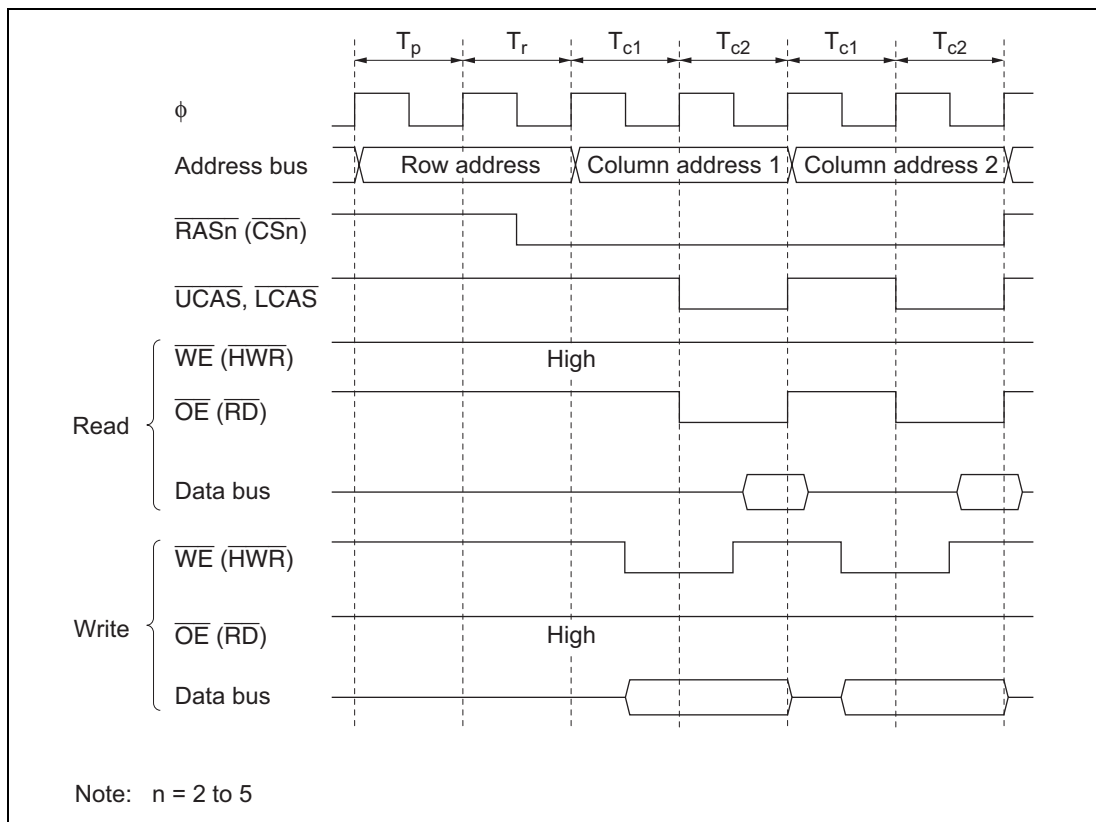 Tp Tr Tc1 Tc2 Tc1 Tc2
ϕ
Address bus Row address Column address 1 Column address 2
RASn (CSn)
UCAS, LCAS
Read
WE (HWR) High
OE (RD)
Data bus
Write
WE (HWR)
OE (RD) High
Data bus
Note: n = 2 to 5